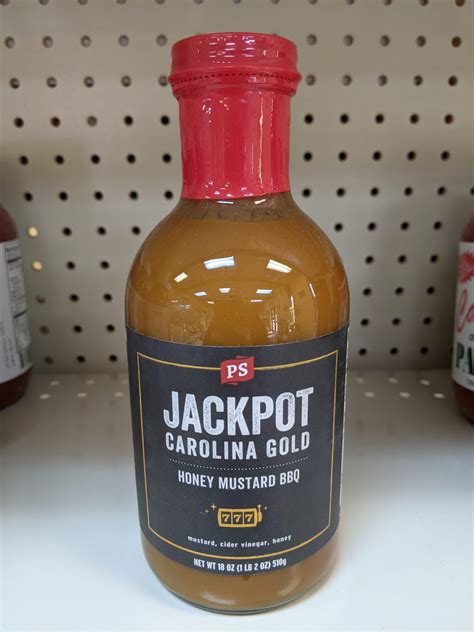 PS
JACKPOT
CAROLINA GOLD
HONEY MUSTARD BBQ
777
mustard, cider vinegar, honey
NET WT 18 OZ (1 LB 2 OZ) 510g
PA